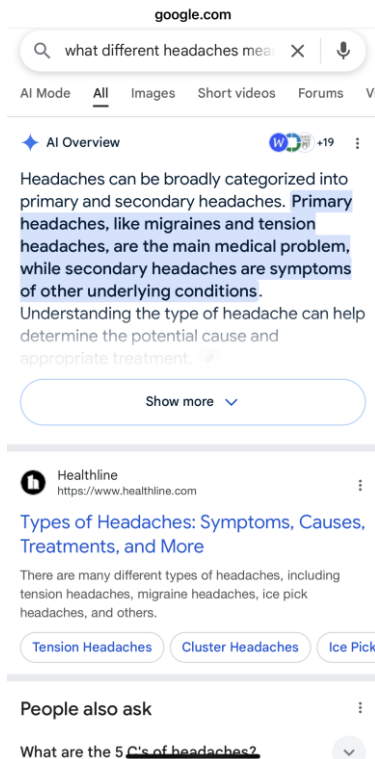 google.com
what different headaches mea
AI Mode All Images Short videos Forums V
AI Overview +19
Headaches can be broadly categorized into
primary and secondary headaches. Primary
headaches, like migraines and tension
headaches, are the main medical problem,
while secondary headaches are symptoms
of other underlying conditions.
Understanding the type of headache can help
determine the potential cause and
appropriate treatment.
Show more
Healthline
https://www.healthline.com
Types of Headaches: Symptoms, Causes,
Treatments, and More
There are many different types of headaches, including
tension headaches, migraine headaches, ice pick
headaches, and others.
Tension Headaches Cluster Headaches Ice Pick
People also ask
What are the 5 C's of headaches?